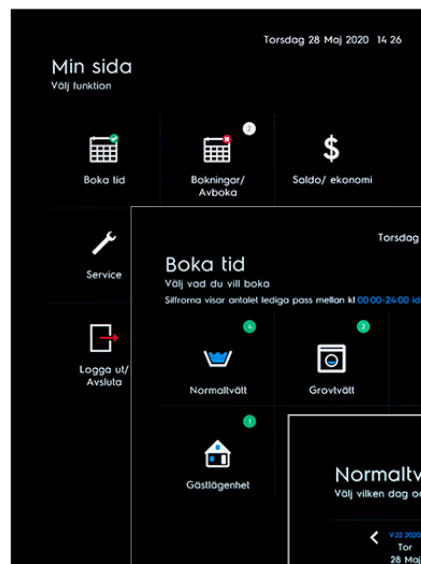 Torsdag 28 Maj 2020 14 26
Min sida
Välj funktion
2
Boka tid
Bokningar/
Avboka
Saldo/ ekonomi
Service
Logga ut/
Avsluta
Torsdag
Boka tid
Välj vad du vill boka
Siffrorna visar antalet lediga pass mellan kl 00:00-24:00
4
2
Normaltvätt
Grovtvätt
1
Gästlägenhet
Normaltv
Välj vilken dag oc
V.22 2020
Tor
28 Maj